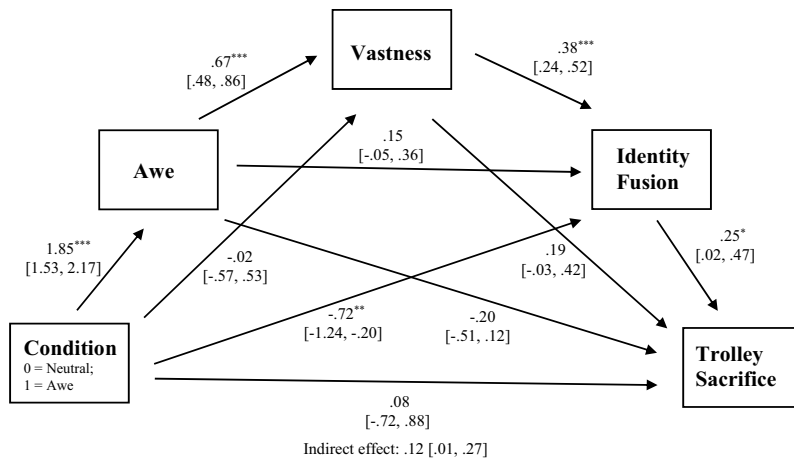 Vastness
.67***
[.48, .86]
.38***
[.24, .52]
Awe
.15
[-.05, .36]
Identity
Fusion
1.85***
[1.53, 2.17]
-.02
[-.57, .53]
.19
[-.03, .42]
.25*
[.02, .47]
-.72**
[-1.24, -.20]
-.20
[-.51, .12]
Condition
0 = Neutral;
1 = Awe
Trolley
Sacrifice
.08
[-.72, .88]
Indirect effect: .12 [.01, .27]